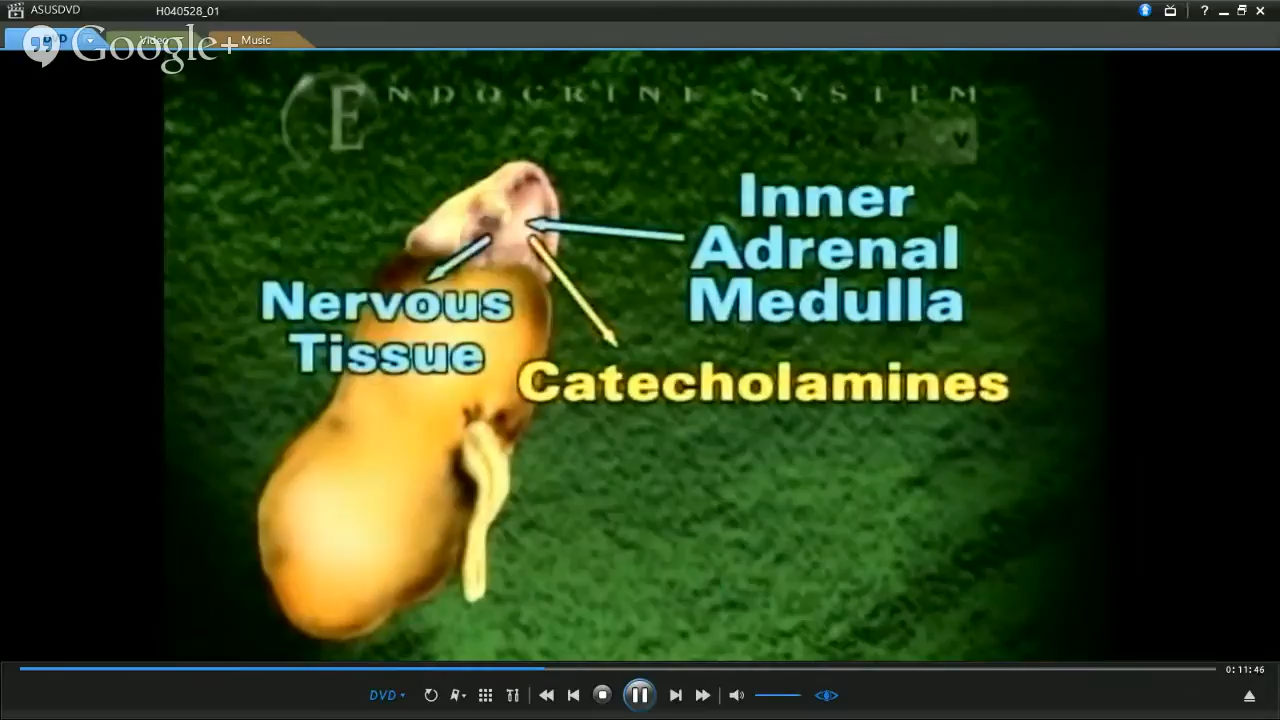 ASUSDVD
H040528_01
Google+
Video
Music
ENDOCRINE SYSTEM
Inner
Adrenal
Medulla
Nervous
Tissue
Catecholamines
0:11:46
DVD